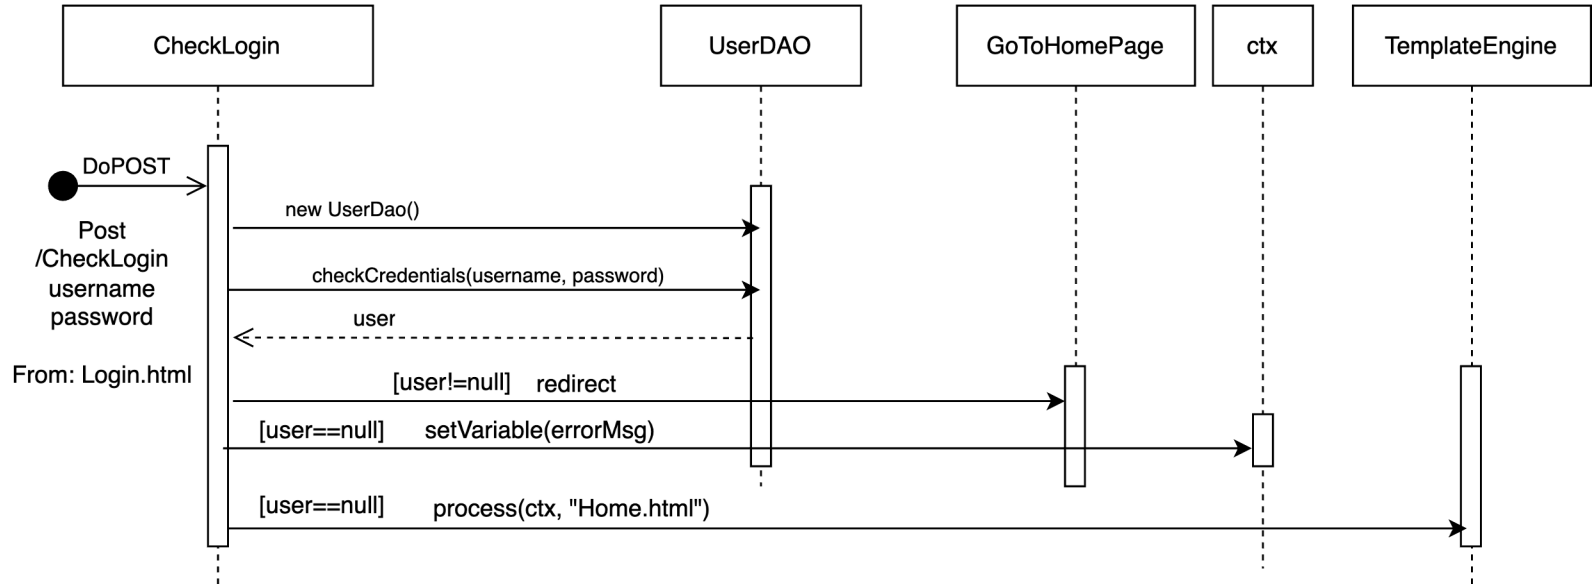 CheckLogin
UserDAO
GoToHomePage
ctx
TemplateEngine
DoPOST
Post
/CheckLogin
username
password
From: Login.html
new UserDao()
checkCredentials(username, password)
user
[user!=null] redirect
[user==null] setVariable(errorMsg)
[user==null] process(ctx, "Home.html")